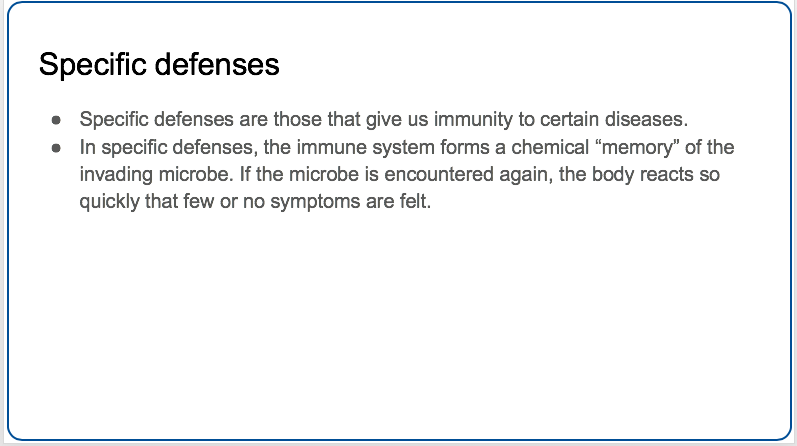 Specific defenses
● Specific defenses are those that give us immunity to certain diseases.
● In specific defenses, the immune system forms a chemical “memory” of the
invading microbe. If the microbe is encountered again, the body reacts so
quickly that few or no symptoms are felt.